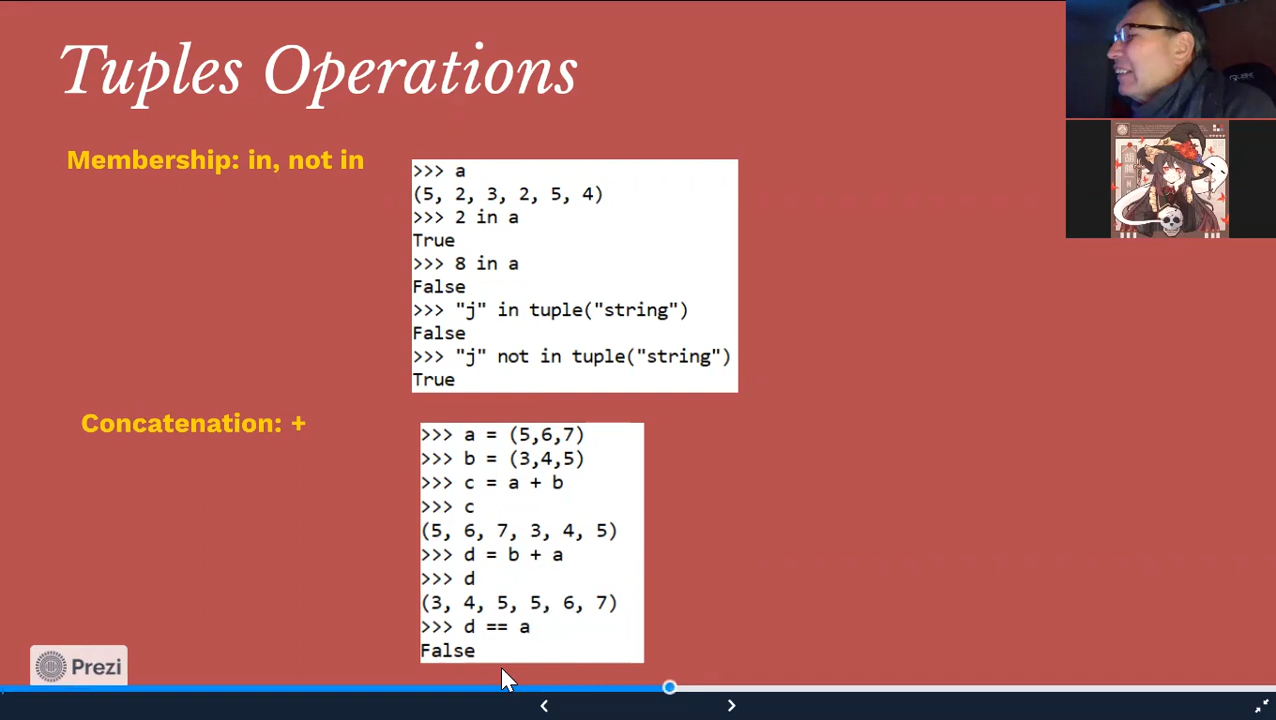 Tuples Operations
Membership: in, not in
>>> a
(5, 2, 3, 2, 5, 4)
>>> 2 in a
True
>>> 8 in a
False
>>> "j" in tuple("string")
False
>>> "j" not in tuple("string")
True
Concatenation: +
>>> a = (5,6,7)
>>> b = (3,4,5)
>>> c = a + b
>>> c
(5, 6, 7, 3, 4, 5)
>>> d = b + a
>>> d
(3, 4, 5, 5, 6, 7)
>>> d == a
False
Prezi